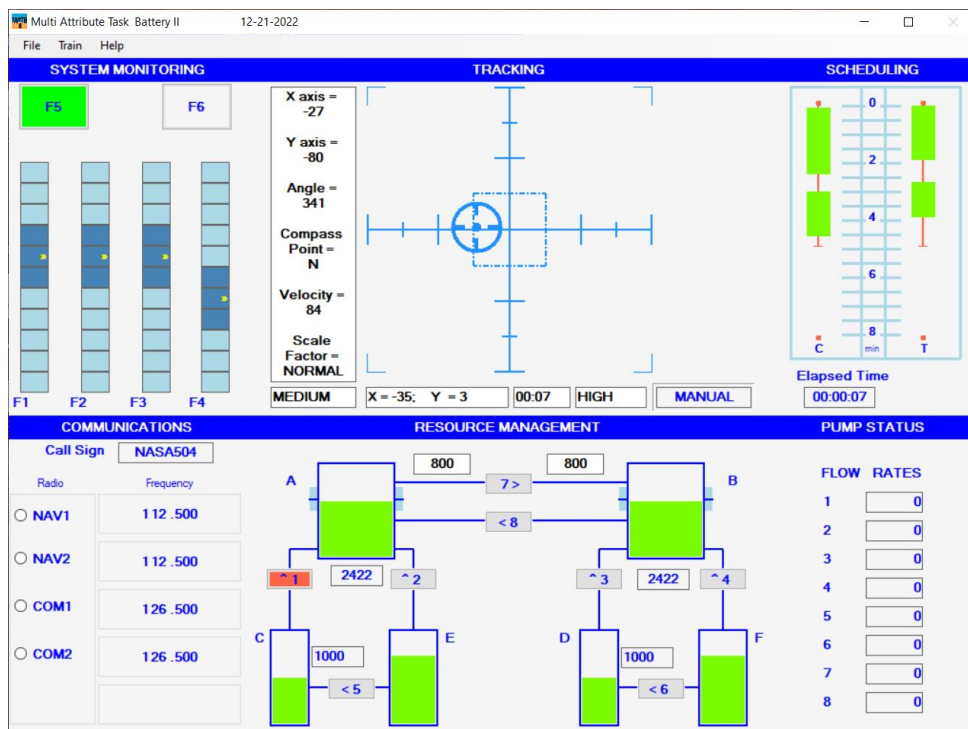 Multi Attribute Task Battery II 12-21-2022
File Train Help
SYSTEM MONITORING
F5 F6
F1 F2 F3 F4
TRACKING
X axis =
-27
Y axis =
-80
Angle =
341
Compass
Point =
N
Velocity =
84
Scale
Factor =
NORMAL
MEDIUM X = -35; Y = 3 00:07 HIGH MANUAL
SCHEDULING
0
2
4
6
8
C min T
Elapsed Time
00:00:07
COMMUNICATIONS
Call Sign NASA504
Radio Frequency
NAV1 112.500
NAV2 112.500
COM1 126.500
COM2 126.500
RESOURCE MANAGEMENT
800 800
A 7 > B
< 8
^ 1 2422 ^ 2 ^ 3 2422 ^ 4
C E D F
1000 1000
< 5 < 6
PUMP STATUS
FLOW RATES
1 0
2 0
3 0
4 0
5 0
6 0
7 0
8 0